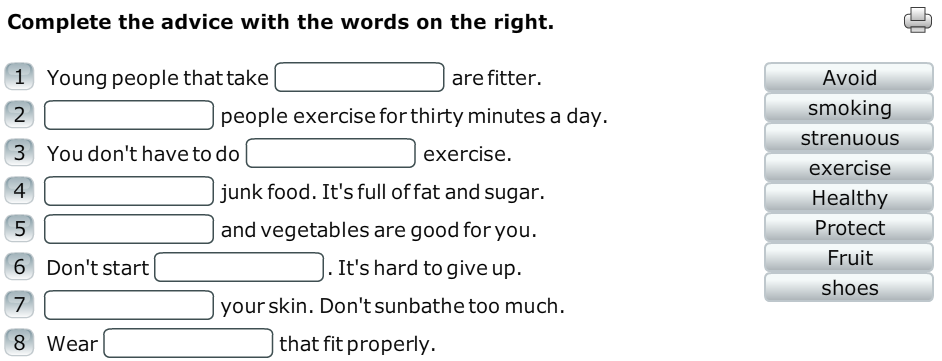 Complete the advice with the words on the right.
1 Young people that take are fitter.
2 people exercise for thirty minutes a day.
3 You don't have to do exercise.
4 junk food. It's full of fat and sugar.
5 and vegetables are good for you.
6 Don't start . It's hard to give up.
7 your skin. Don't sunbathe too much.
8 Wear that fit properly.
Avoid
smoking
strenuous
exercise
Healthy
Protect
Fruit
shoes